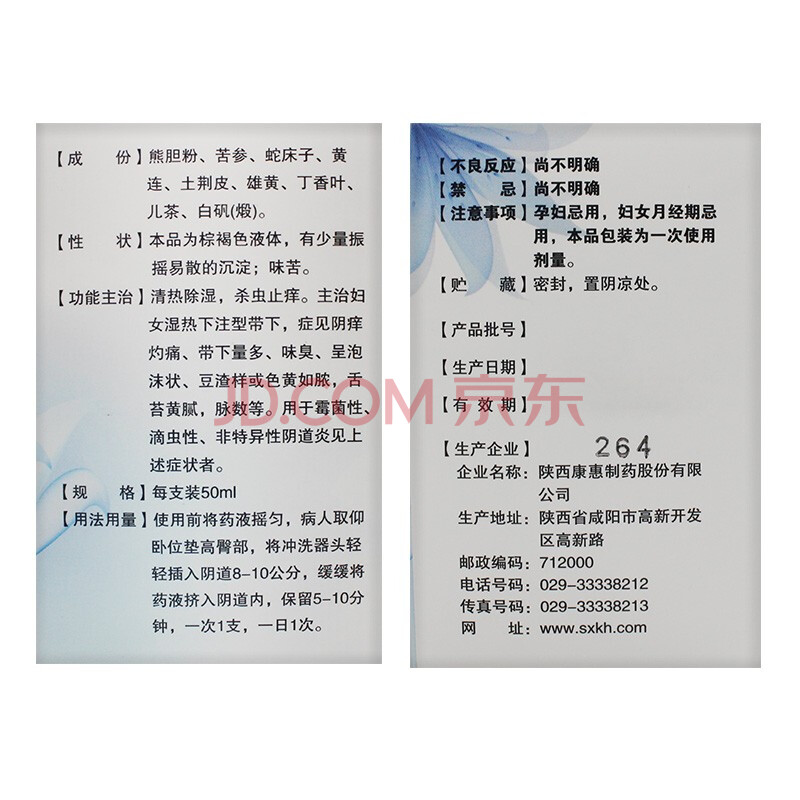 【成　份】熊胆粉、苦参、蛇床子、黄
连、土荆皮、雄黄、丁香叶、
儿茶、白矾(煅)。
【性　状】本品为棕褐色液体，有少量振
摇易散的沉淀；味苦。
【功能主治】清热除湿，杀虫止痒。主治妇
女湿热下注型带下，症见阴痒
灼痛、带下量多、味臭、呈泡
沫状、豆渣样或色黄如脓，舌
苔黄腻，脉数等。用于霉菌性、
滴虫性、非特异性阴道炎见上
述症状者。
【规　格】每支装50ml
【用法用量】使用前将药液摇匀，病人取仰
卧位垫高臀部，将冲洗器头轻
轻插入阴道8-10公分，缓缓将
药液挤入阴道内，保留5-10分
钟，一次1支，一日1次。
【不良反应】尚不明确
【禁　忌】尚不明确
【注意事项】孕妇忌用，妇女月经期忌
用，本品包装为一次使用
剂量。
【贮　藏】密封，置阴凉处。
【产品批号】
【生产日期】
【有 效 期】
【生产企业】 264
企业名称：陕西康惠制药股份有限
公司
生产地址：陕西省咸阳市高新开发
区高新路
邮政编码：712000
电话号码：029-33338212
传真号码：029-33338213
网　址：www.sxkh.com
JD.COM 京东